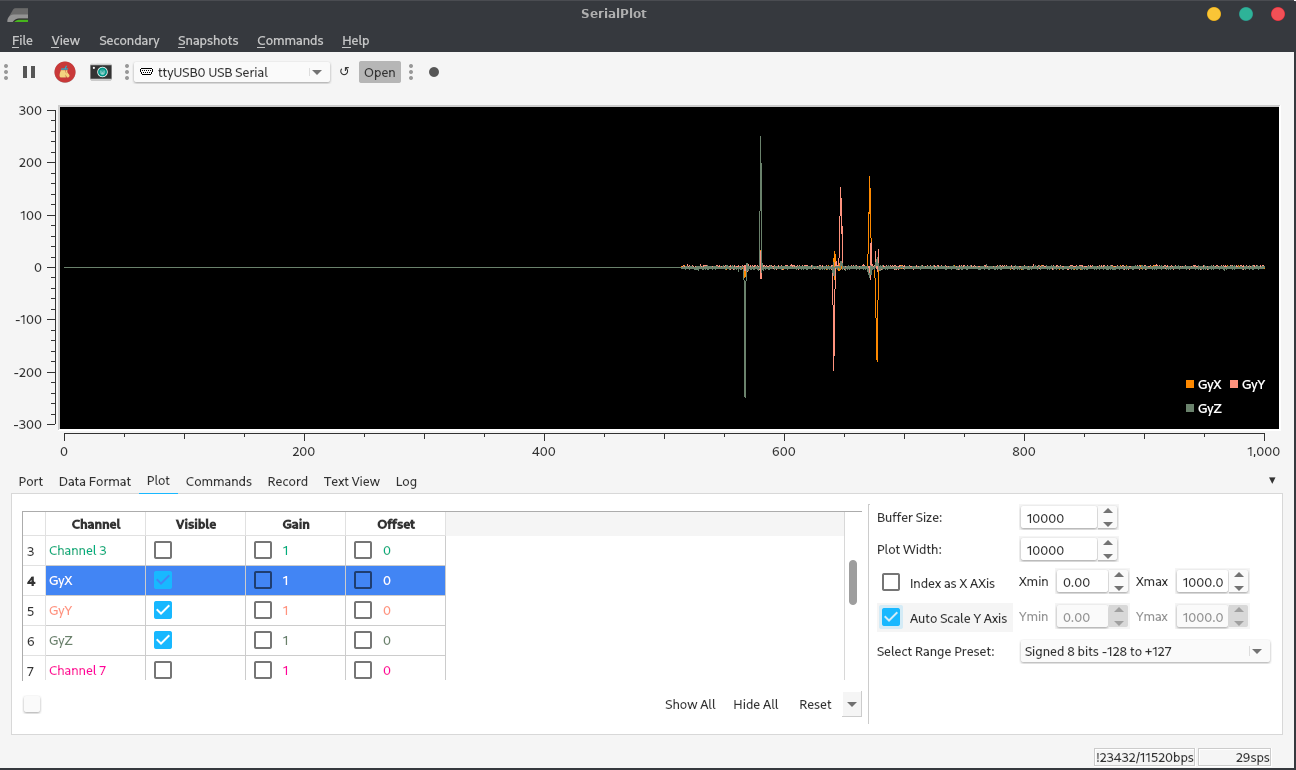 SerialPlot
File View Secondary Snapshots Commands Help
ttyUSB0 USB Serial Open
300
200
100
0
-100
-200
-300
GyX GyY
GyZ
0 200 400 600 800 1,000
Port Data Format Plot Commands Record Text View Log
Channel Visible Gain Offset
3 Channel 3 1 0
4 GyX 1 0
5 GyY 1 0
6 GyZ 1 0
7 Channel 7 1 0
Show All Hide All Reset
Buffer Size: 10000
Plot Width: 10000
Index as X AXis Xmin 0.00 Xmax 1000.0
Auto Scale Y Axis Ymin 0.00 Ymax 1000.0
Select Range Preset: Signed 8 bits -128 to +127
!23432/11520bps 29sps